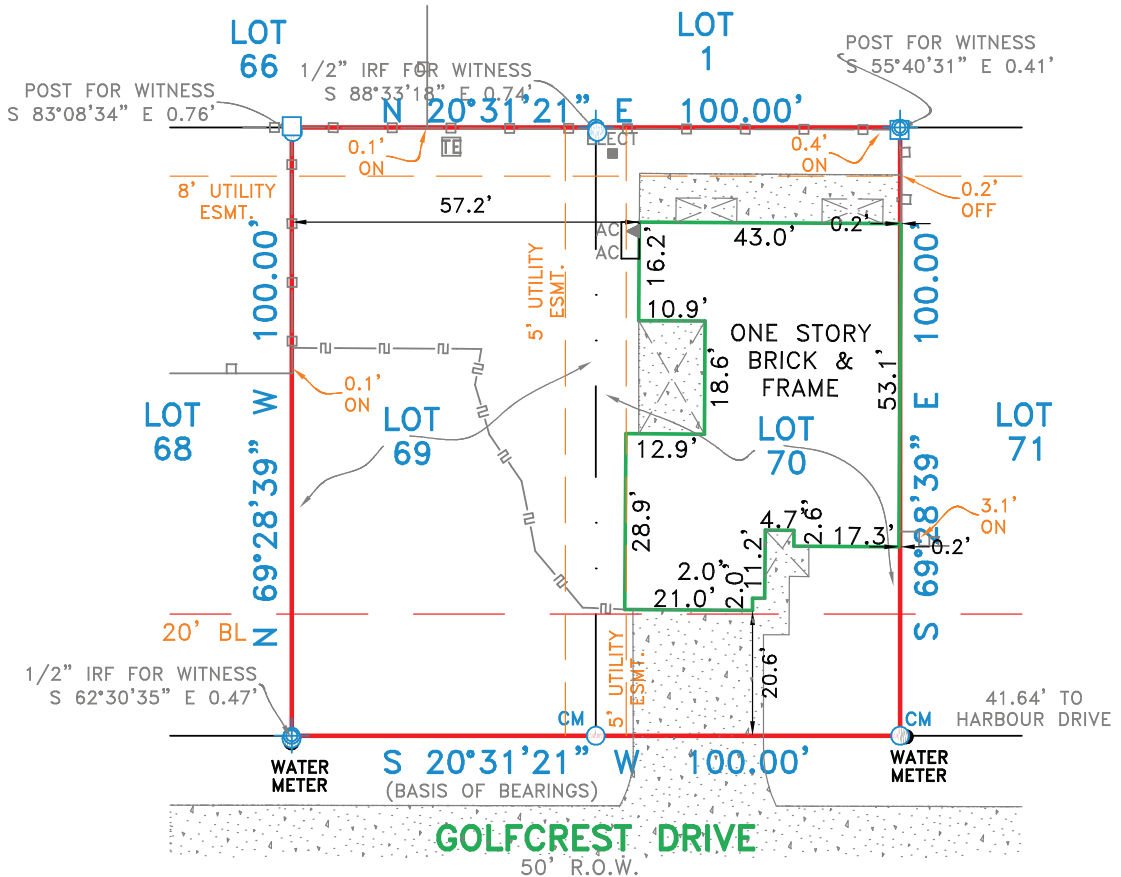 LOT
66
LOT
1
POST FOR WITNESS
S 55°40'31" E 0.41'
1/2" IRF FOR WITNESS
S 88°33'18" E 0.74'
POST FOR WITNESS
S 83°08'34" E 0.76'
N 20°31'21" E 100.00'
0.1'
ON
TE
ELECT
0.4'
ON
8' UTILITY
ESMT.
0.2'
OFF
57.2'
43.0'
0.2'
AC
AC
16.2'
5' UTILITY
ESMT.
N 69°28'39" W 100.00'
S 69°28'39" E 100.00'
10.9'
18.6'
ONE STORY
BRICK &
FRAME
53.1'
0.1'
ON
LOT
68
LOT
69
12.9'
LOT
70
LOT
71
28.9'
4.7'
2.6'
17.3'
3.1'
ON
0.2'
11.2'
2.0'
2.0'
21.0'
20' BL
5' UTILITY
ESMT.
20.6'
1/2" IRF FOR WITNESS
S 62°30'35" E 0.47'
CM
CM
41.64' TO
HARBOUR DRIVE
WATER
METER
S 20°31'21" W 100.00'
(BASIS OF BEARINGS)
WATER
METER
GOLFCREST DRIVE
50' R.O.W.